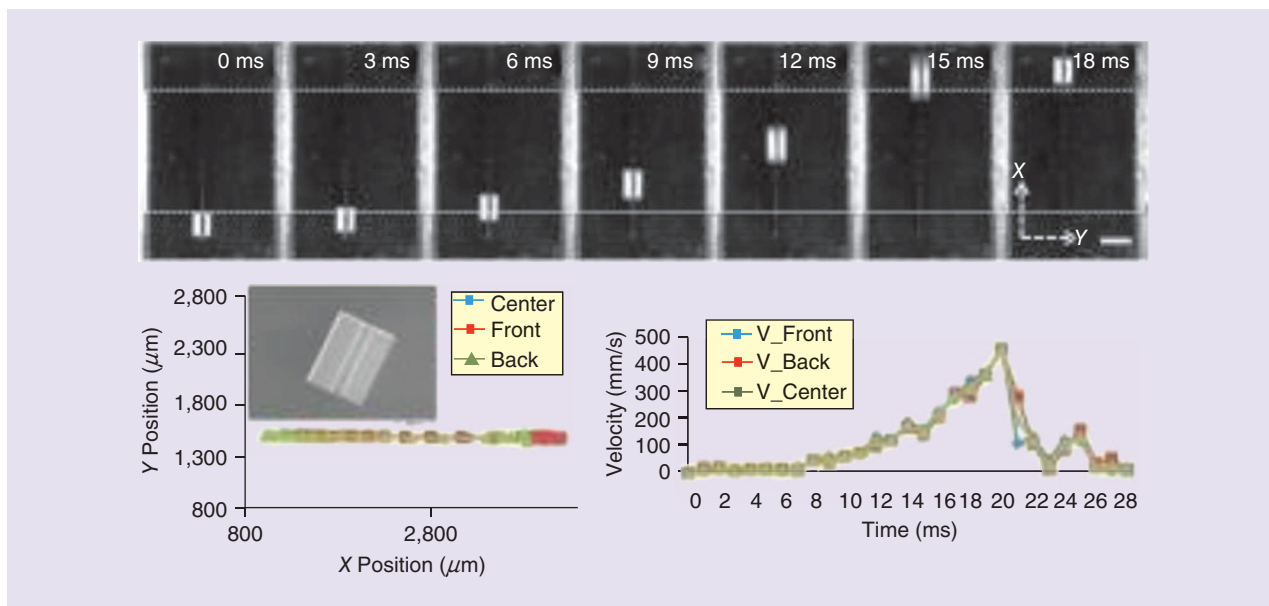 0 ms 3 ms 6 ms 9 ms 12 ms 15 ms 18 ms
X
Y
2,800
2,300
1,800
1,300
800
Y Position (μm)
Center
Front
Back
800 2,800
X Position (μm)
500
400
300
200
100
0
Velocity (mm/s)
V_Front
V_Back
V_Center
0 2 4 6 8 10 12 14 16 18 20 22 24 26 28
Time (ms)